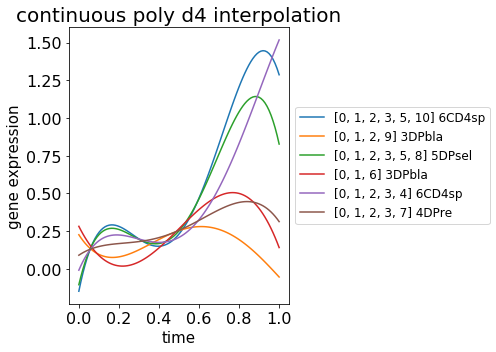 continuous poly d4 interpolation
gene expression
1.50
1.25
1.00
0.75
0.50
0.25
0.00
0.0 0.2 0.4 0.6 0.8 1.0
time
[0, 1, 2, 3, 5, 10] 6CD4sp
[0, 1, 2, 9] 3DPbla
[0, 1, 2, 3, 5, 8] 5DPsel
[0, 1, 6] 3DPbla
[0, 1, 2, 3, 4] 6CD4sp
[0, 1, 2, 3, 7] 4DPre